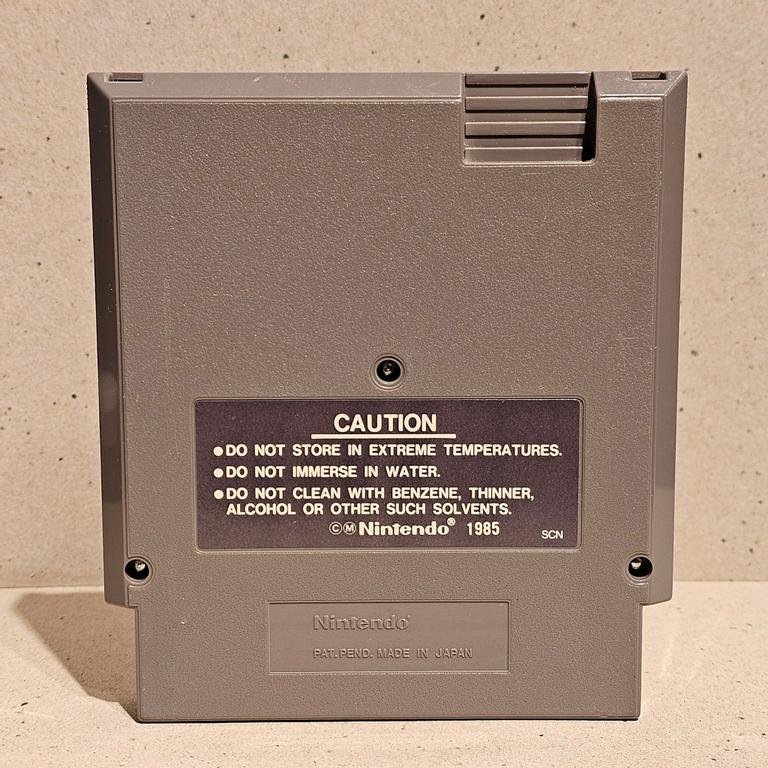 CAUTION
●DO NOT STORE IN EXTREME TEMPERATURES.
●DO NOT IMMERSE IN WATER.
●DO NOT CLEAN WITH BENZENE, THINNER,
ALCOHOL OR OTHER SUCH SOLVENTS.
©Ⓜ Nintendo® 1985
SCN
Nintendo®
PAT. PEND. MADE IN JAPAN